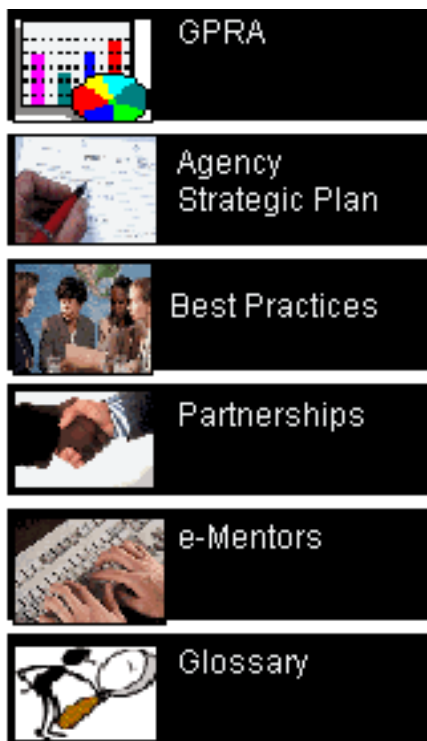 GPRA
Agency
Strategic Plan
Best Practices
Partnerships
e-Mentors
Glossary